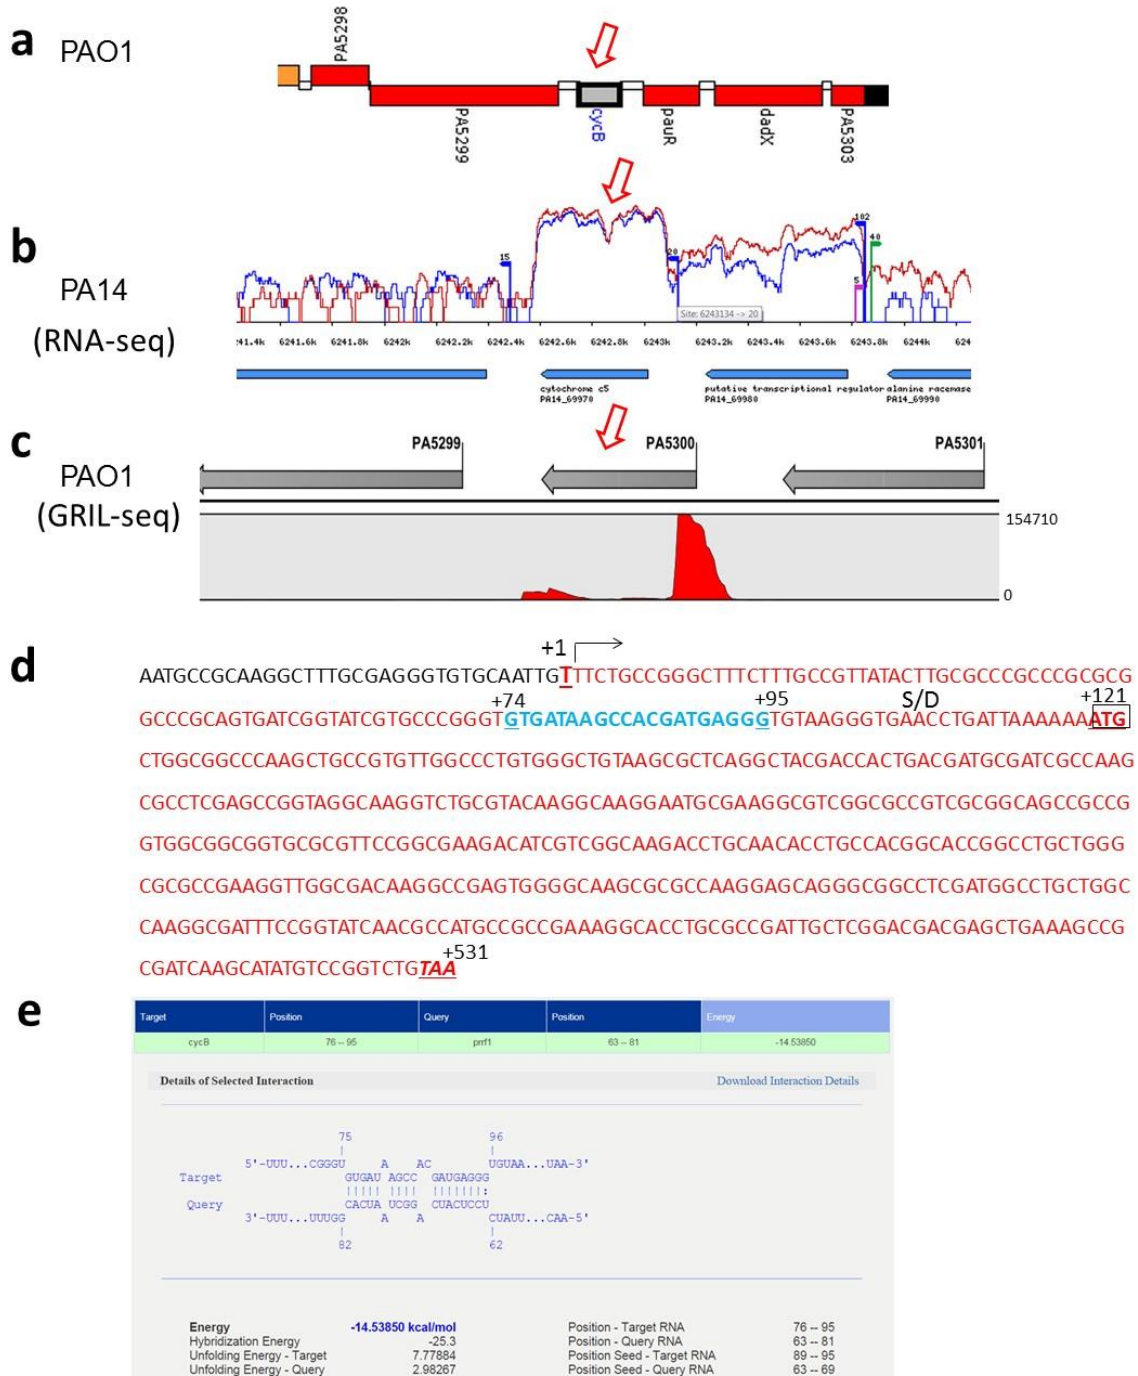 a PAO1
PA5298
PA5299
cycB
pauR
dadX
PA5303
b
PA14
(RNA-seq)
15
20
102
40
5
Site: 6243134 -> 20
6241.6k 6241.8k 6242k 6242.2k 6242.4k 6242.6k 6242.8k 6243k 6243.2k 6243.4k 6243.6k 6243.8k 6244k
cytochrome c5 putative transcriptional regulator alanine racemase
PA14_69970 PA14_69980 PA14_69990
c
PAO1
(GRIL-seq)
PA5299 PA5300 PA5301
154710
0
d
+1
AATGCCGCAAGGCTTTGCGAGGGTGTGCAATTGTTTCTGCCGGGCTTTCTTTGCCGTTATACTTGCGCCCGCCCGCGCG
+74 +95 S/D +121
GCCCGCAGTGATCGGTATCGTGCCCGGGTGTGATAAGCCACGATGAGGGTGTAAGGGTGAACCTGATTAAAAAAATG
CTGGCGGCCCAAGCTGCCGTGTTGGCCCTGTGGGCTGTAAGCGCTCAGGCTACGACCACTGACGATGCGATCGCCAAG
CGCCTCGAGCCGGTAGGCAAGGTCTGCGTACAAGGCAAGGAATGCGAAGGCGTCGGCGCCGTCGCGGCAGCCGCCG
GTGGCGGCGGTGCGCGTTCCGGCGAAGACATCGTCGGCAAGACCTGCAACACCTGCCACGGCACCGGCCTGCTGGG
CGCGCCGAAGGTTGGCGACAAGGCCGAGTGGGGCAAGCGCGCCAAGGAGCAGGGCGGCCTCGATGGCCTGCTGGC
CAAGGCGATTTCCGGTATCAACGCCATGCCGCCGAAAGGCACCTGCGCCGATTGCTCGGACGACGAGCTGAAAGCCG
+531
CGATCAAGCATATGTCCGGTCTGTAA
e
Target Position Query Position Energy
cycB 76 -- 95 prrf1 63 -- 81 -14.53850
Details of Selected Interaction Download Interaction Details
75 96
5'-UUU...CGGGU A AC UGUAA...UAA-3'
Target GUGAU AGCC GAUGAGGG
Query CACUA UCGG CUACUCCU
3'-UUU...UUUGG A A CUAUU...CAA-5'
82 62
Energy -14.53850 kcal/mol Position - Target RNA 76 -- 95
Hybridization Energy -25.3 Position - Query RNA 63 -- 81
Unfolding Energy - Target 7.77884 Position Seed - Target RNA 89 -- 95
Unfolding Energy - Query 2.98267 Position Seed - Query RNA 63 -- 69